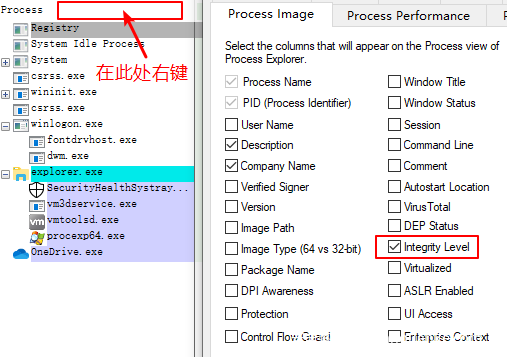 Process
Registry
System Idle Process
System
csrss.exe
wininit.exe
csrss.exe
winlogon.exe
fontdrvhost.exe
dwm.exe
explorer.exe
SecurityHealthSystray...
vm3dservice.exe
vmtoolsd.exe
procexp64.exe
OneDrive.exe
在此处右键
Process Image
Process Performance
Select the columns that will appear on the Process view of
Process Explorer.
Process Name
PID (Process Identifier)
User Name
Description
Company Name
Verified Signer
Version
Image Path
Image Type (64 vs 32-bit)
Package Name
DPI Awareness
Protection
Control Flow Guard
Window Title
Window Status
Session
Command Line
Comment
Autostart Location
VirusTotal
DEP Status
Integrity Level
Virtualized
ASLR Enabled
UI Access
Enterprise Context